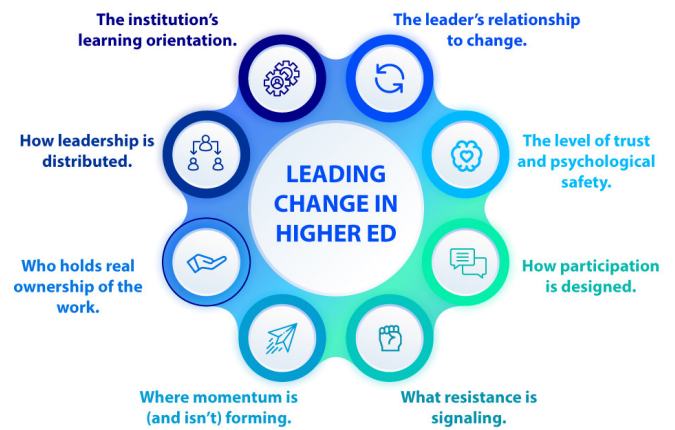 The institution's
learning orientation.
The leader's relationship
to change.
How leadership is
distributed.
The level of trust
and psychological
safety.
LEADING
CHANGE IN
HIGHER ED
Who holds real
ownership of the
work.
How participation
is designed.
Where momentum is
(and isn't) forming.
What resistance is
signaling.